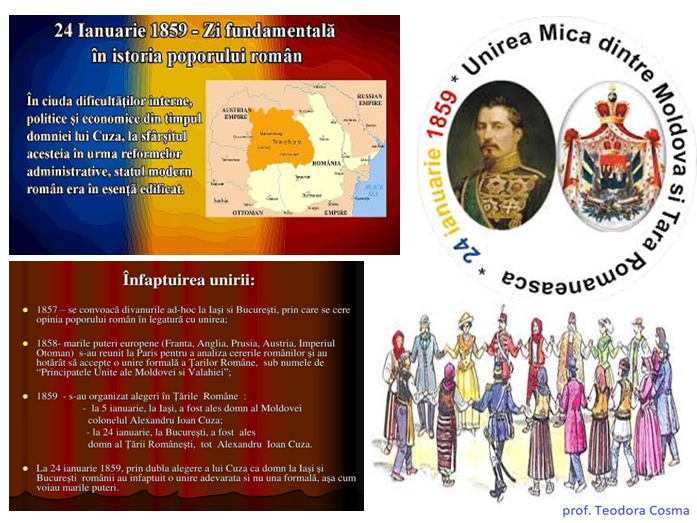 24 Ianuarie 1859 - Zi fundamentală
în istoria poporului român
În ciuda dificultăților interne,
politice și economice din timpul
domniei lui Cuza, la sfârșitul
acesteia în urma reformelor
administrative, statul modern
român era în esență edificat.
AUSTRIAN
EMPIRE
RUSSIAN
EMPIRE
Transylvania
ROMÂNIA
Serbia
BLACK
SEA
OTTOMAN EMPIRE
* 24 ianuarie 1859 * Unirea Mica dintre Moldova si Tara Romaneasca
Înfaptuirea unirii:
1857 – se convoacă divanurile ad-hoc la Iași si București, prin care se cere
opinia poporului român în legatură cu unirea;
1858- marile puteri europene (Franta, Anglia, Prusia, Austria, Imperiul
Otoman) s-au reunit la Paris pentru a analiza cererile românilor și au
hotărât să accepte o unire formală a Țarilor Române, sub numele de
“Principatele Unite ale Moldovei si Valahiei”;
1859 - s-au organizat alegeri în Țările Române :
- la 5 ianuarie, la Iași, a fost ales domn al Moldovei
colonelul Alexandru Ioan Cuza;
- la 24 ianuarie, la București, a fost ales
domn al Țării Românești, tot Alexandru Ioan Cuza.
La 24 ianuarie 1859, prin dubla alegere a lui Cuza ca domn la Iași și
București românii au infaptuit o unire adevarata si nu una formală, așa cum
voiau marile puteri.
prof. Teodora Cosma